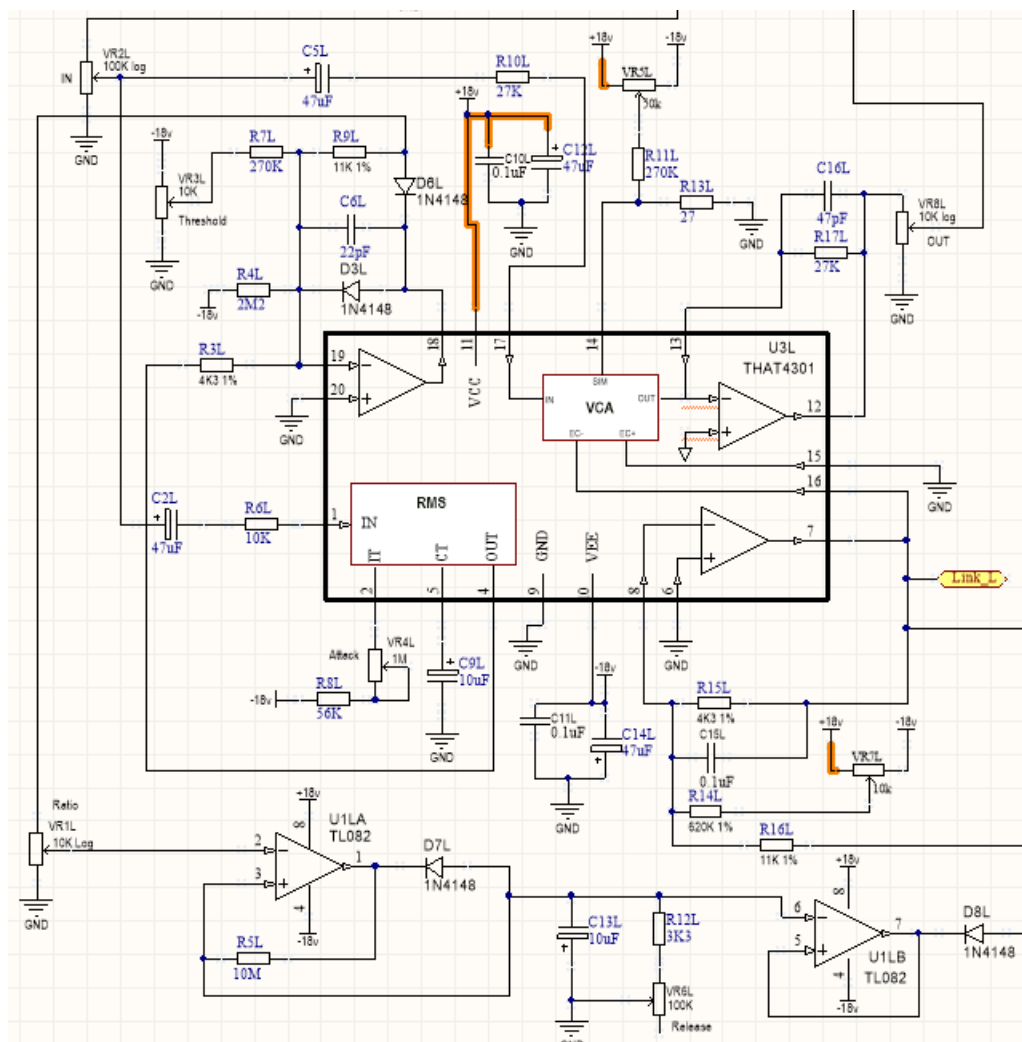 VR2L
100K log
IN
GND
C5L
+
47uF
R10L
27K
+18v
-18v
VR5L
50k
+18v
-18v
R7L
270K
R9L
11K 1%
VR3L
10K
Threshold
GND
D6L
1N4148
C6L
22pF
C10L
0.1uF
+
C12L
47uF
GND
R11L
270K
R13L
27
GND
C16L
47pF
R17L
27K
VR8L
10K log
OUT
GND
R4L
2M2
-18v
D3L
1N4148
R3L
4K3 1%
19
20
GND
18
11
VCC
17
14
13
U3L
THAT4301
SIM
IN
VCA
OUT
EC-
EC+
12
15
16
GND
C2L
+
47uF
R6L
10K
1
RMS
IN
IT
CT
OUT
2
5
4
GND
9
VEE
0
8
6
7
Link_L
Attack
VR4L
1M
R8L
56K
-18v
+
C9L
10uF
GND
GND
-18v
C11L
0.1uF
C14L
47uF
+
GND
GND
R15L
4K3 1%
C15L
0.1uF
R14L
620K 1%
R16L
11K 1%
+18v
-18v
VR7L
10k
Ratio
VR1L
10K Log
GND
+18v
8
U1LA
TL082
2
3
1
4
-18v
R5L
10M
D7L
1N4148
C13L
10uF
+
R12L
3K3
VR6L
100K
Release
GND
+18v
8
6
5
7
4
-18v
U1LB
TL082
D8L
1N4148